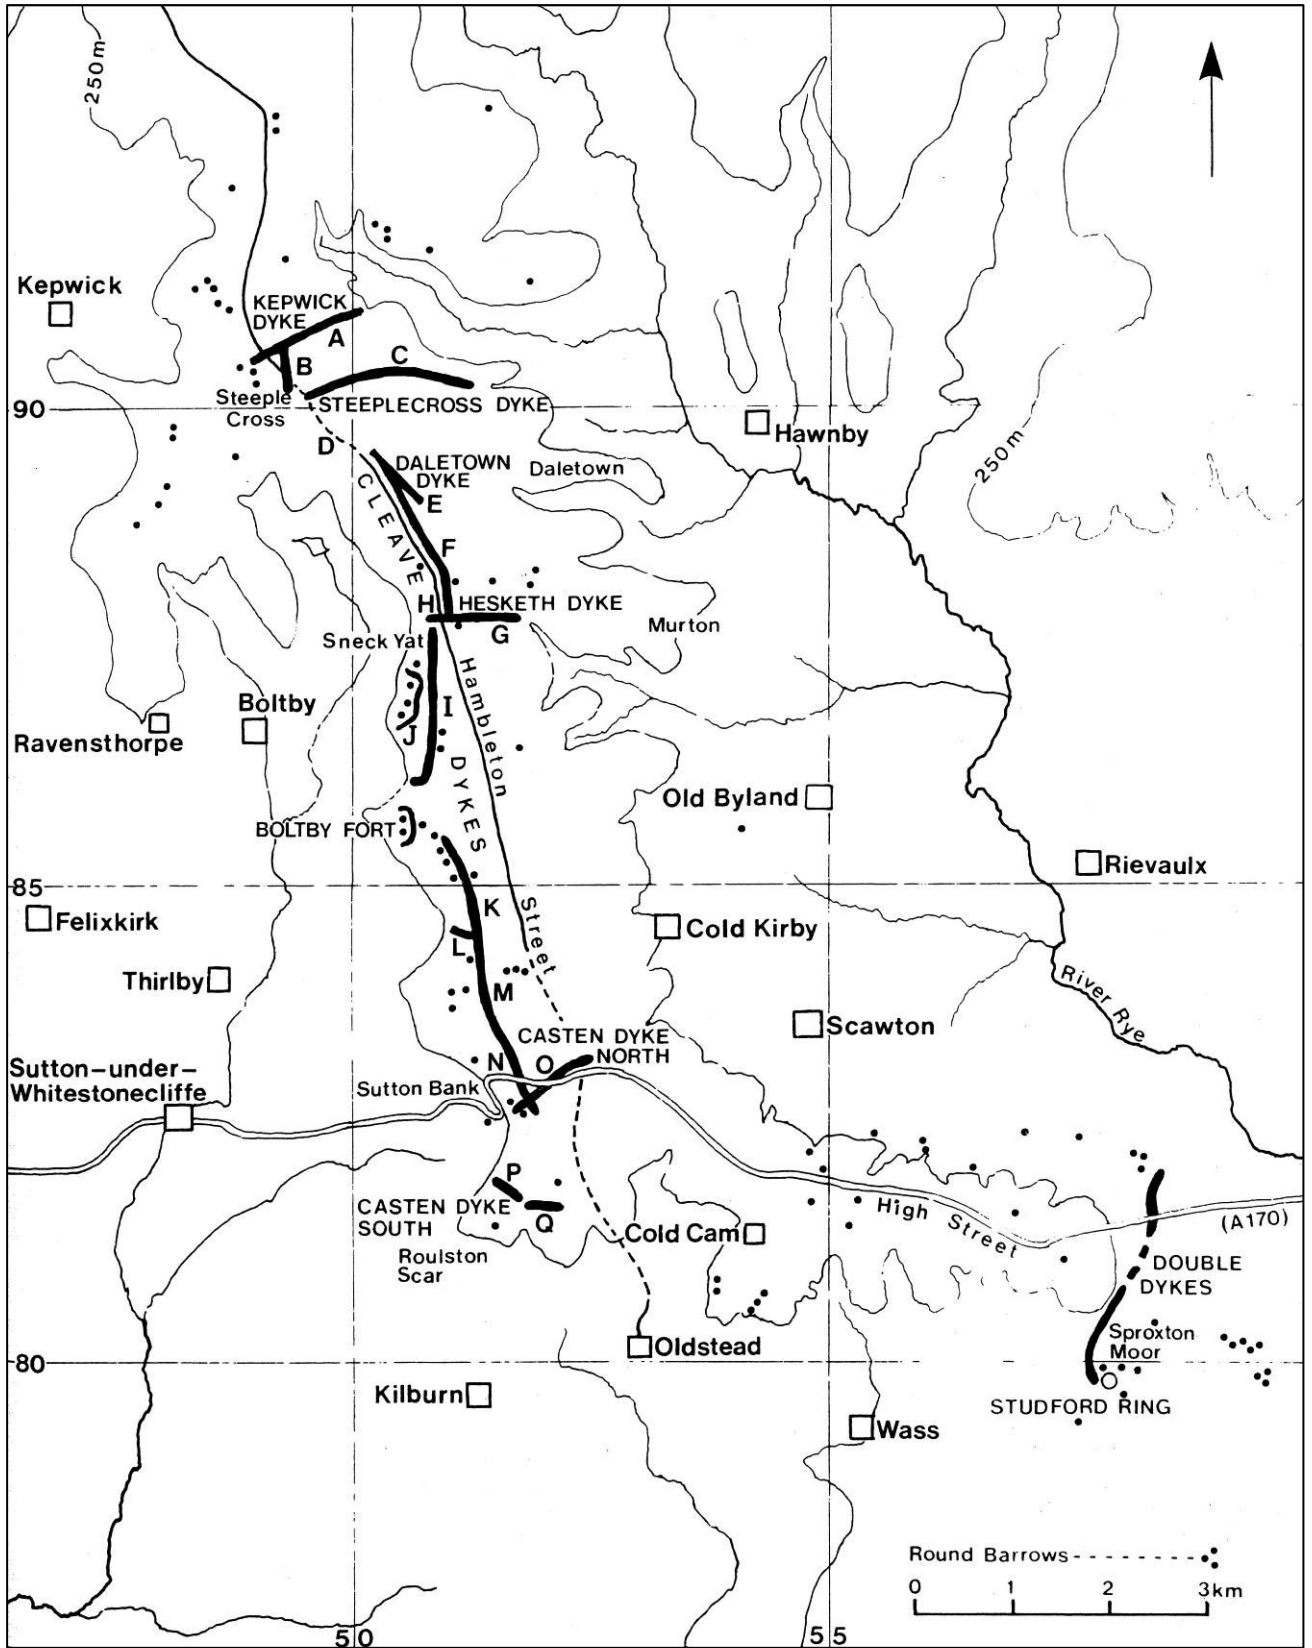 250m
Kepwick
KEPWICK
DYKE
A
B
C
Steeple
Cross
STEEPLECROSS DYKE
90
Hawnby
250m
D
DALETOWN
DYKE
Daletown
E
CLEAVE
F
H
HESKETH DYKE
G
Murton
Sneck Yat
Boltby
Ravensthorpe
I
J
Hambleton
DYKES
Old Byland
BOLTBY FORT
Rievaulx
85
Felixkirk
K
Street
Cold Kirby
L
Thirlby
M
River Rye
Scawton
CASTEN DYKE
NORTH
N
O
Sutton-under-
Whitestonecliffe
Sutton Bank
P
CASTEN DYKE
SOUTH
Q
Roulston
Scar
Cold Cam
High Street
(A170)
DOUBLE
DYKES
Sproxton
Moor
Oldstead
80
Kilburn
STUDFORD RING
Wass
Round Barrows
0 1 2 3km
50
55